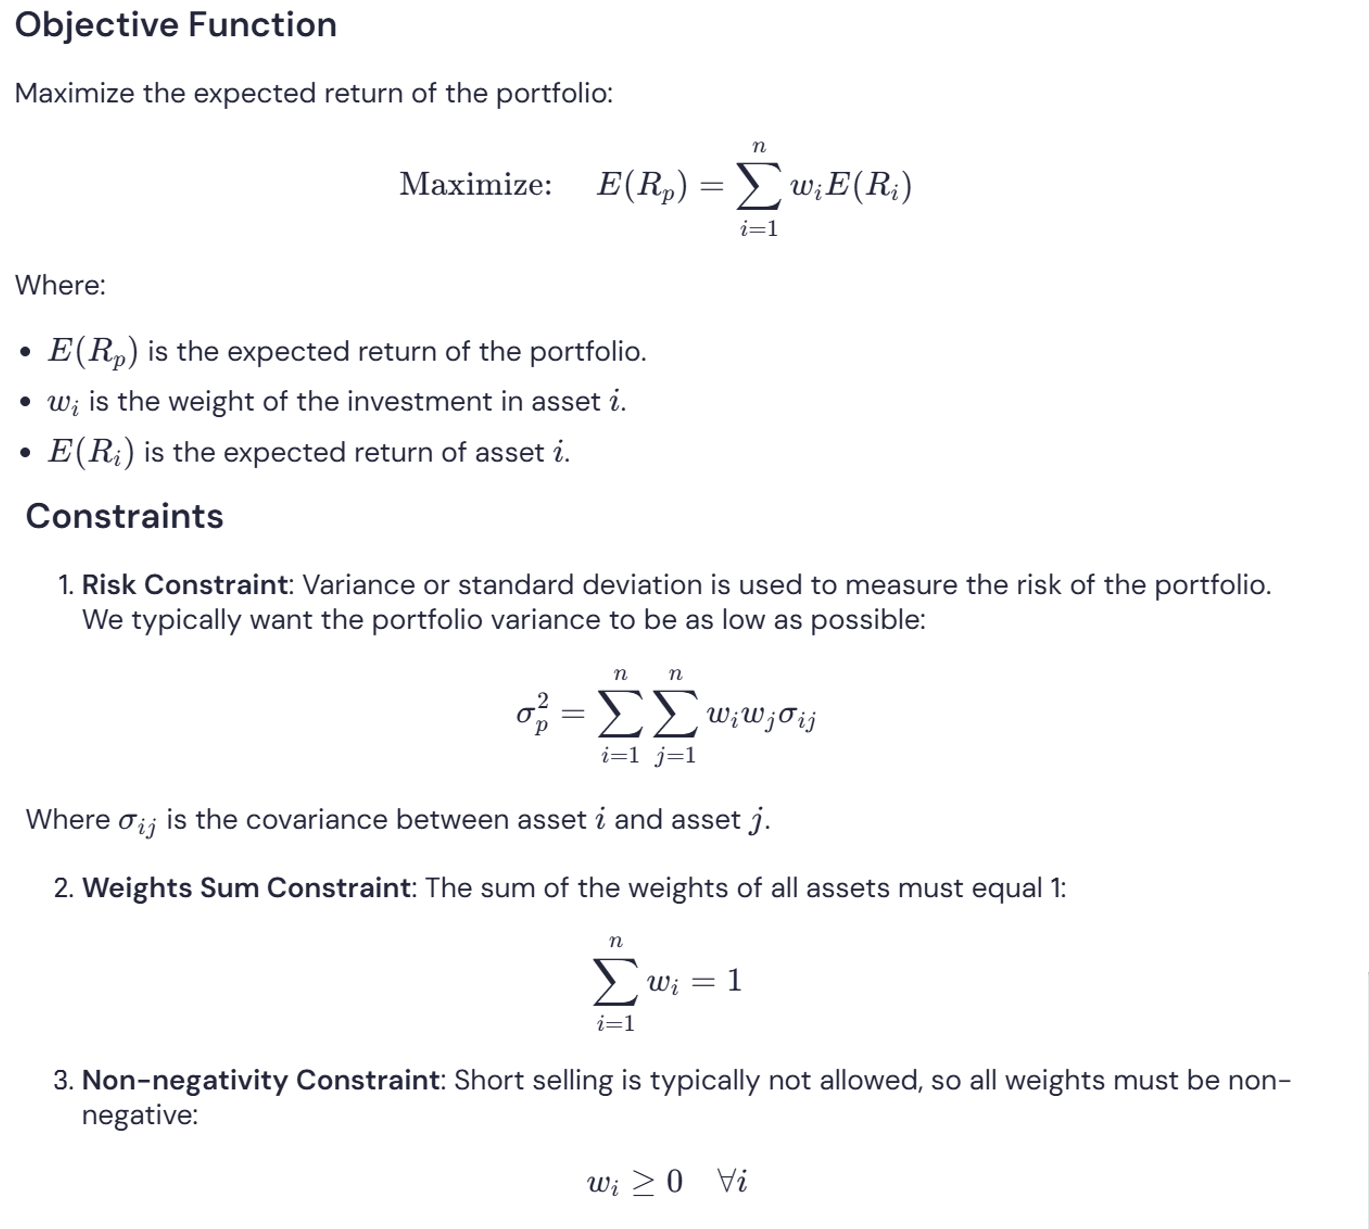 Objective Function
Maximize the expected return of the portfolio:
Maximize: $E(R_p) = \sum_{i=1}^{n} w_i E(R_i)$
Where:
• $E(R_p)$ is the expected return of the portfolio.
• $w_i$ is the weight of the investment in asset $i$.
• $E(R_i)$ is the expected return of asset $i$.
Constraints
1. Risk Constraint: Variance or standard deviation is used to measure the risk of the portfolio.
We typically want the portfolio variance to be as low as possible:
$\sigma_p^2 = \sum_{i=1}^{n} \sum_{j=1}^{n} w_i w_j \sigma_{ij}$
Where $\sigma_{ij}$ is the covariance between asset $i$ and asset $j$.
2. Weights Sum Constraint: The sum of the weights of all assets must equal 1:
$\sum_{i=1}^{n} w_i = 1$
3. Non-negativity Constraint: Short selling is typically not allowed, so all weights must be non-
negative:
$w_i \geq 0 \quad \forall i$